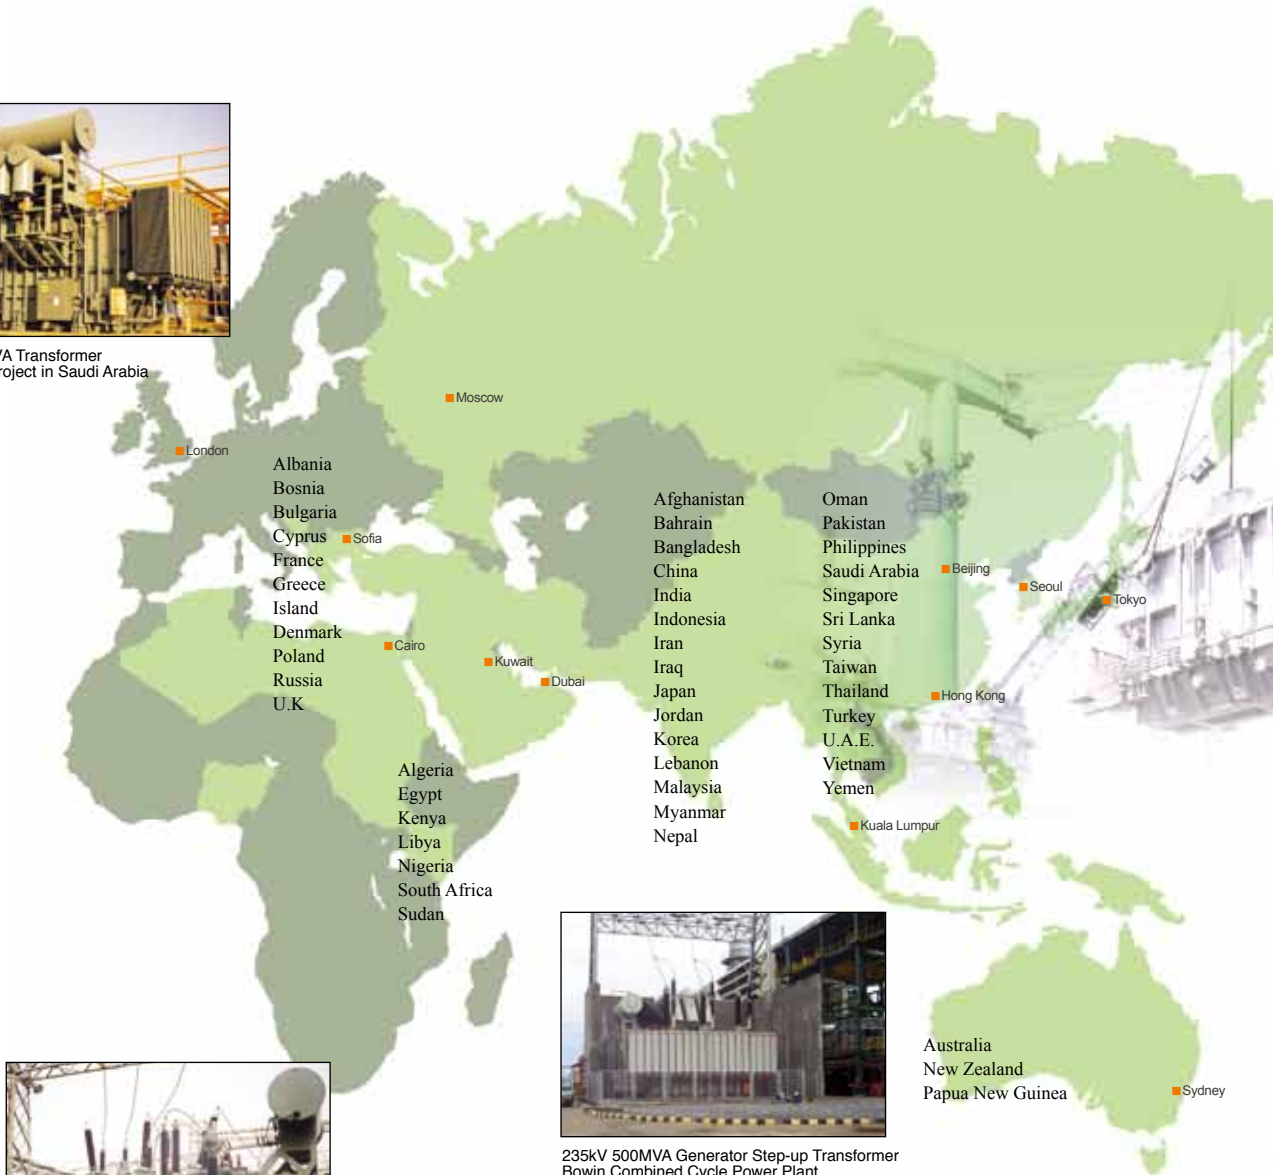 VA Transformer
roject in Saudi Arabia
Moscow
London
Albania
Bosnia
Bulgaria
Cyprus
France
Greece
Island
Denmark
Poland
Russia
U.K
Sofia
Cairo
Kuwait
Dubai
Algeria
Egypt
Kenya
Libya
Nigeria
South Africa
Sudan
Afghanistan
Bahrain
Bangladesh
China
India
Indonesia
Iran
Iraq
Japan
Jordan
Korea
Lebanon
Malaysia
Myanmar
Nepal
Oman
Pakistan
Philippines
Saudi Arabia
Singapore
Sri Lanka
Syria
Taiwan
Thailand
Turkey
U.A.E.
Vietnam
Yemen
Beijing
Seoul
Tokyo
Hong Kong
Kuala Lumpur
Australia
New Zealand
Papua New Guinea
Sydney
235kV 500MVA Generator Step-up Transformer
Bowin Combined Cycle Power Plant